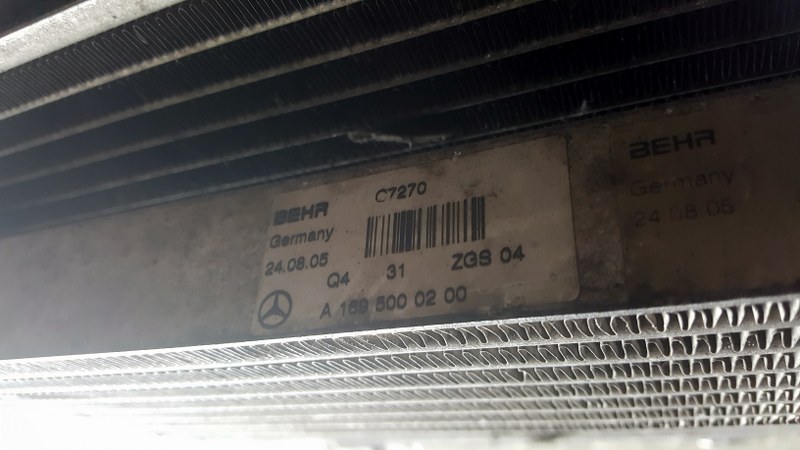 C7270
BEHR
Germany
24.08.05
Q4 31 ZGS 04
A 169 500 02 00
BEHR
Germany
24.08.05